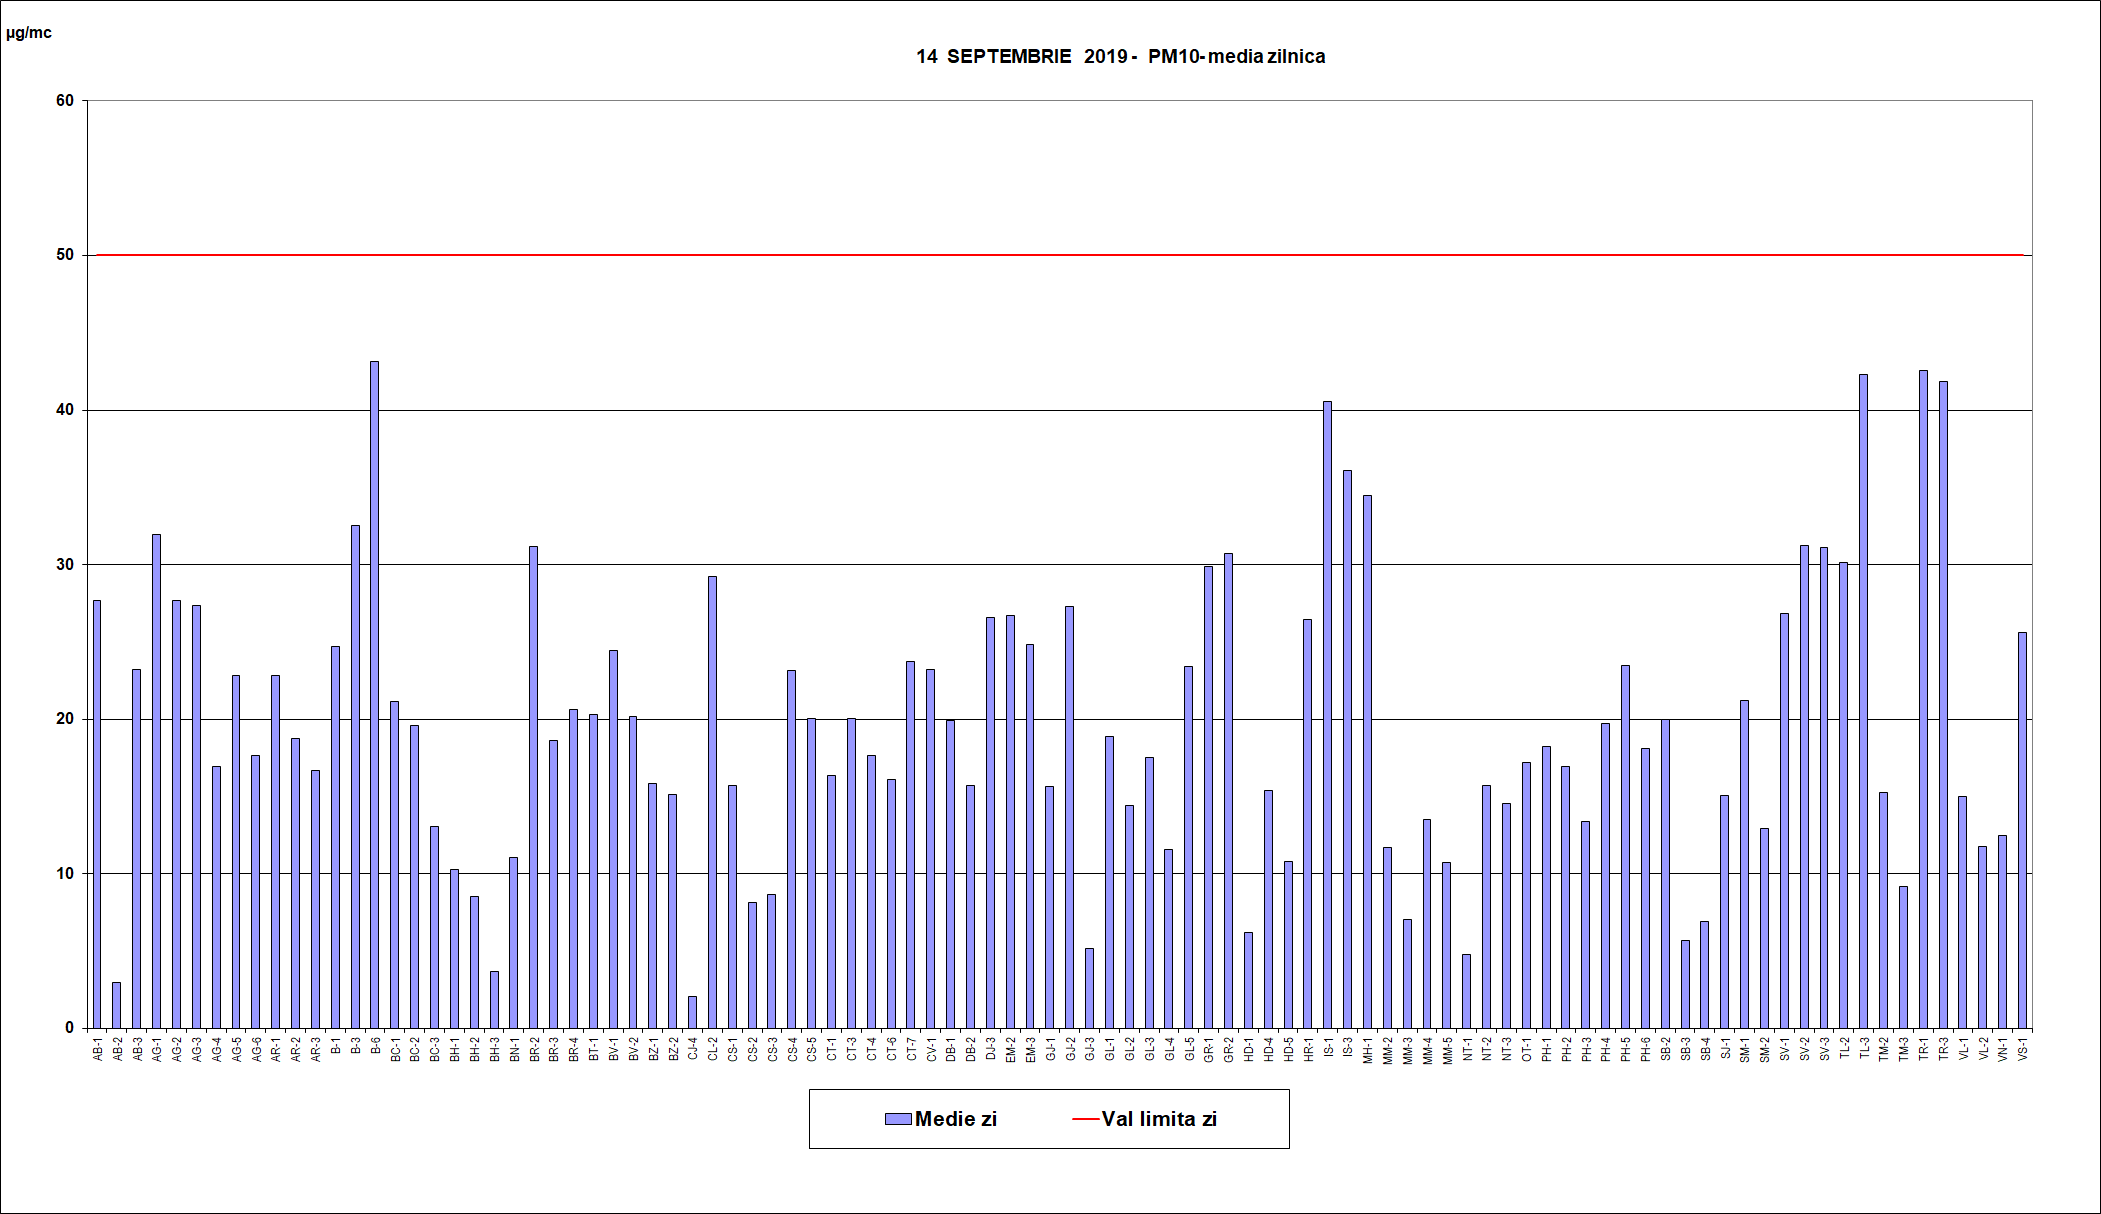 µg/mc
14 SEPTEMBRIE 2019 - PM10- media zilnica
60
50
40
30
20
10
0
AB-1 AB-2 AB-3 AG-1 AG-2 AG-3 AG-4 AG-5 AG-6 AR-1 AR-2 AR-3 B-1 B-3 B-6 BC-1 BC-2 BC-3 BH-1 BH-2 BH-3 BN-1 BR-2 BR-3 BR-4 BT-1 BV-1 BV-2 BZ-1 BZ-2 CJ-4 CL-2 CS-1 CS-2 CS-3 CS-4 CS-5 CT-1 CT-3 CT-4 CT-6 CT-7 CV-1 DB-1 DB-2 DJ-3 EM-2 EM-3 GJ-1 GJ-2 GJ-3 GL-1 GL-2 GL-3 GL-4 GL-5 GR-1 GR-2 HD-1 HD-4 HD-5 HR-1 IS-1 IS-3 MH-1 MM-2 MM-3 MM-4 MM-5 NT-1 NT-2 NT-3 OT-1 PH-1 PH-2 PH-3 PH-4 PH-5 PH-6 SB-2 SB-3 SB-4 SJ-1 SM-1 SM-2 SV-1 SV-2 SV-3 TL-2 TL-3 TM-2 TM-3 TR-1 TR-3 VL-1 VL-2 VN-1 VS-1
Medie zi Val limita zi